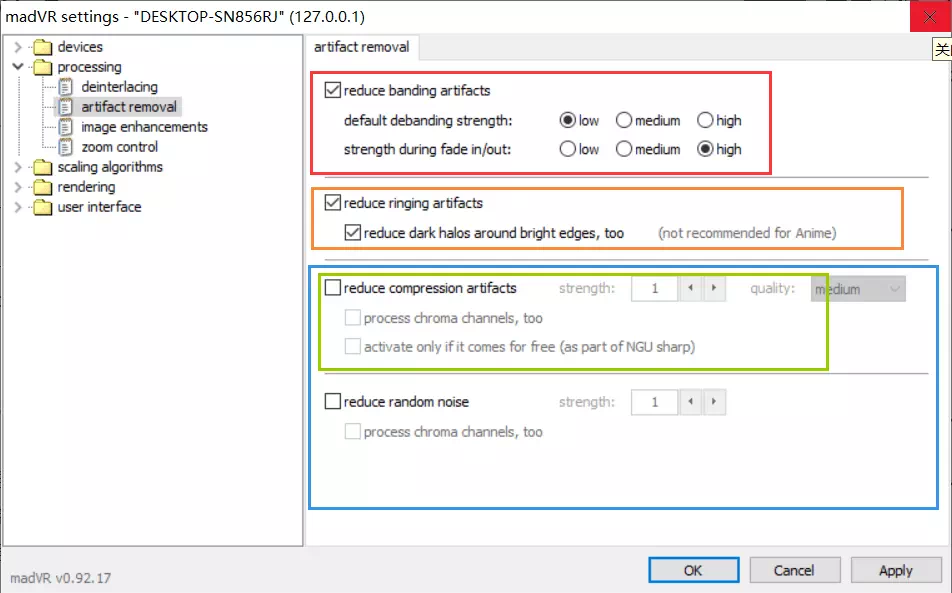 madVR settings - "DESKTOP-SN856RJ" (127.0.0.1)
devices
processing
deinterlacing
artifact removal
image enhancements
zoom control
scaling algorithms
rendering
user interface
artifact removal
reduce banding artifacts
default debanding strength: low medium high
strength during fade in/out: low medium high
reduce ringing artifacts
reduce dark halos around bright edges, too (not recommended for Anime)
reduce compression artifacts strength: 1 quality: medium
process chroma channels, too
activate only if it comes for free (as part of NGU sharp)
reduce random noise strength: 1
process chroma channels, too
madVR v0.92.17
OK Cancel Apply